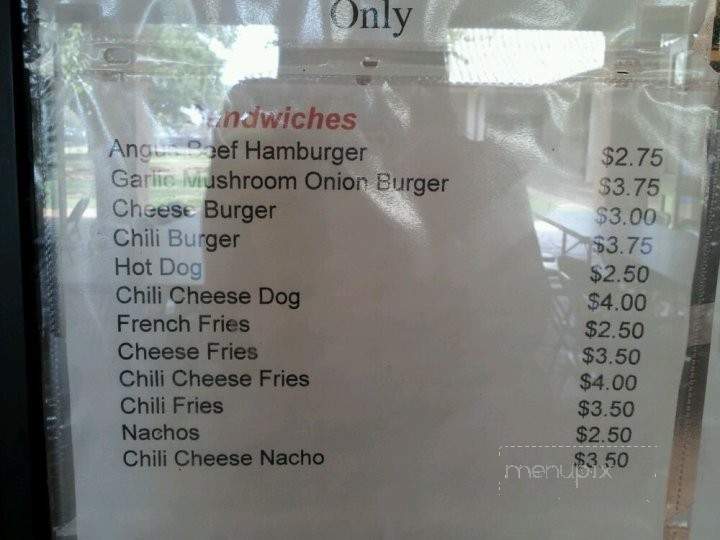 Only
Sandwiches
Angus Beef Hamburger $2.75
Garlic Mushroom Onion Burger $3.75
Cheese Burger $3.00
Chili Burger $3.75
Hot Dog $2.50
Chili Cheese Dog $4.00
French Fries $2.50
Cheese Fries $3.50
Chili Cheese Fries $4.00
Chili Fries $3.50
Nachos $2.50
Chili Cheese Nacho $3.50
menupix